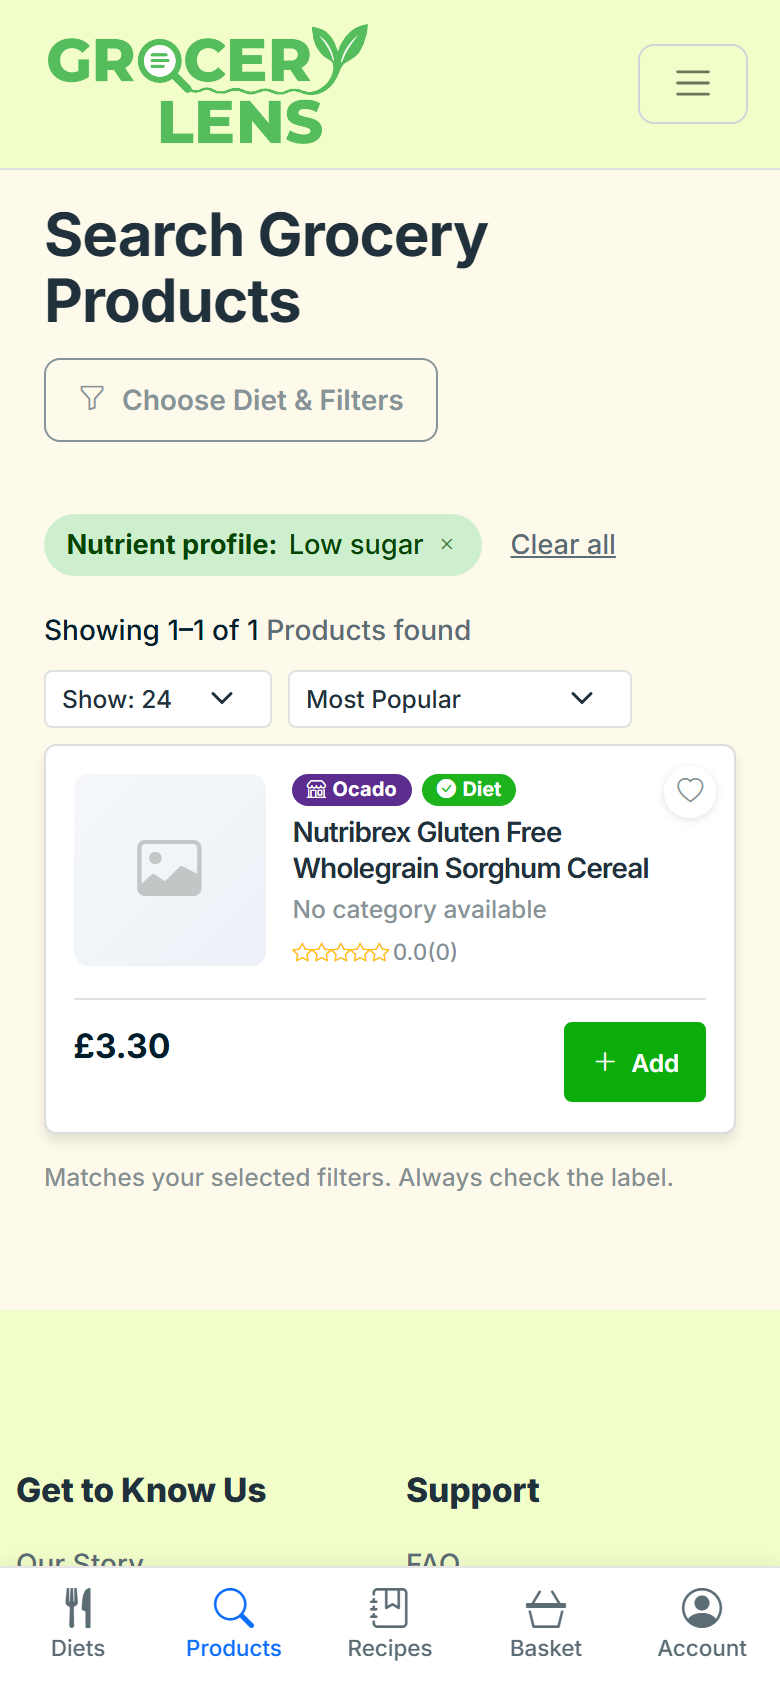 GROCERY
LENS
Search Grocery
Products
Choose Diet & Filters
Nutrient profile: Low sugar ×
Clear all
Showing 1–1 of 1 Products found
Show: 24
Most Popular
Ocado
Diet
Nutribrex Gluten Free
Wholegrain Sorghum Cereal
No category available
0.0(0)
£3.30
+ Add
Matches your selected filters. Always check the label.
Get to Know Us
Support
Our Story
FAQ
Diets
Products
Recipes
Basket
Account